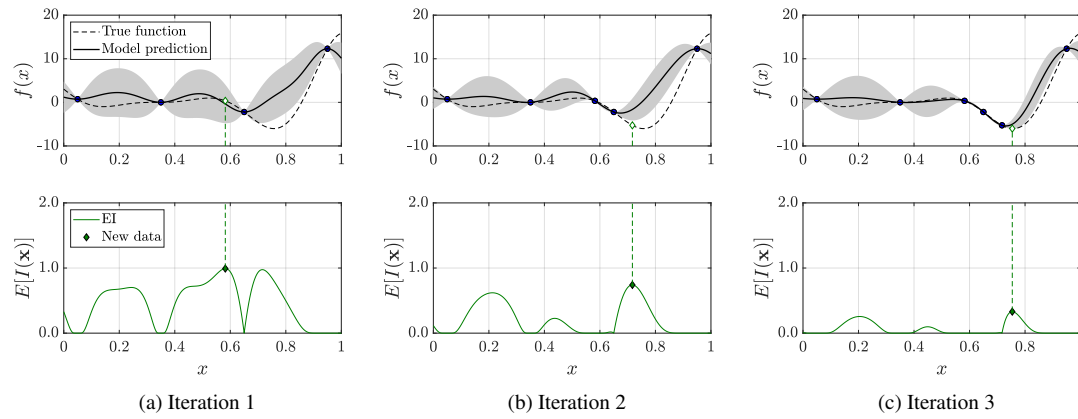 20
10
0
-10
f(x)
True function
Model prediction
0 0.2 0.4 0.6 0.8 1
20
10
0
-10
f(x)
0 0.2 0.4 0.6 0.8 1
20
10
0
-10
f(x)
0 0.2 0.4 0.6 0.8 1
2.0
1.0
0.0
E[I(x)]
EI
New data
0 0.2 0.4 0.6 0.8 1
x
2.0
1.0
0.0
E[I(x)]
0 0.2 0.4 0.6 0.8 1
x
2.0
1.0
0.0
E[I(x)]
0 0.2 0.4 0.6 0.8 1
x
(a) Iteration 1
(b) Iteration 2
(c) Iteration 3